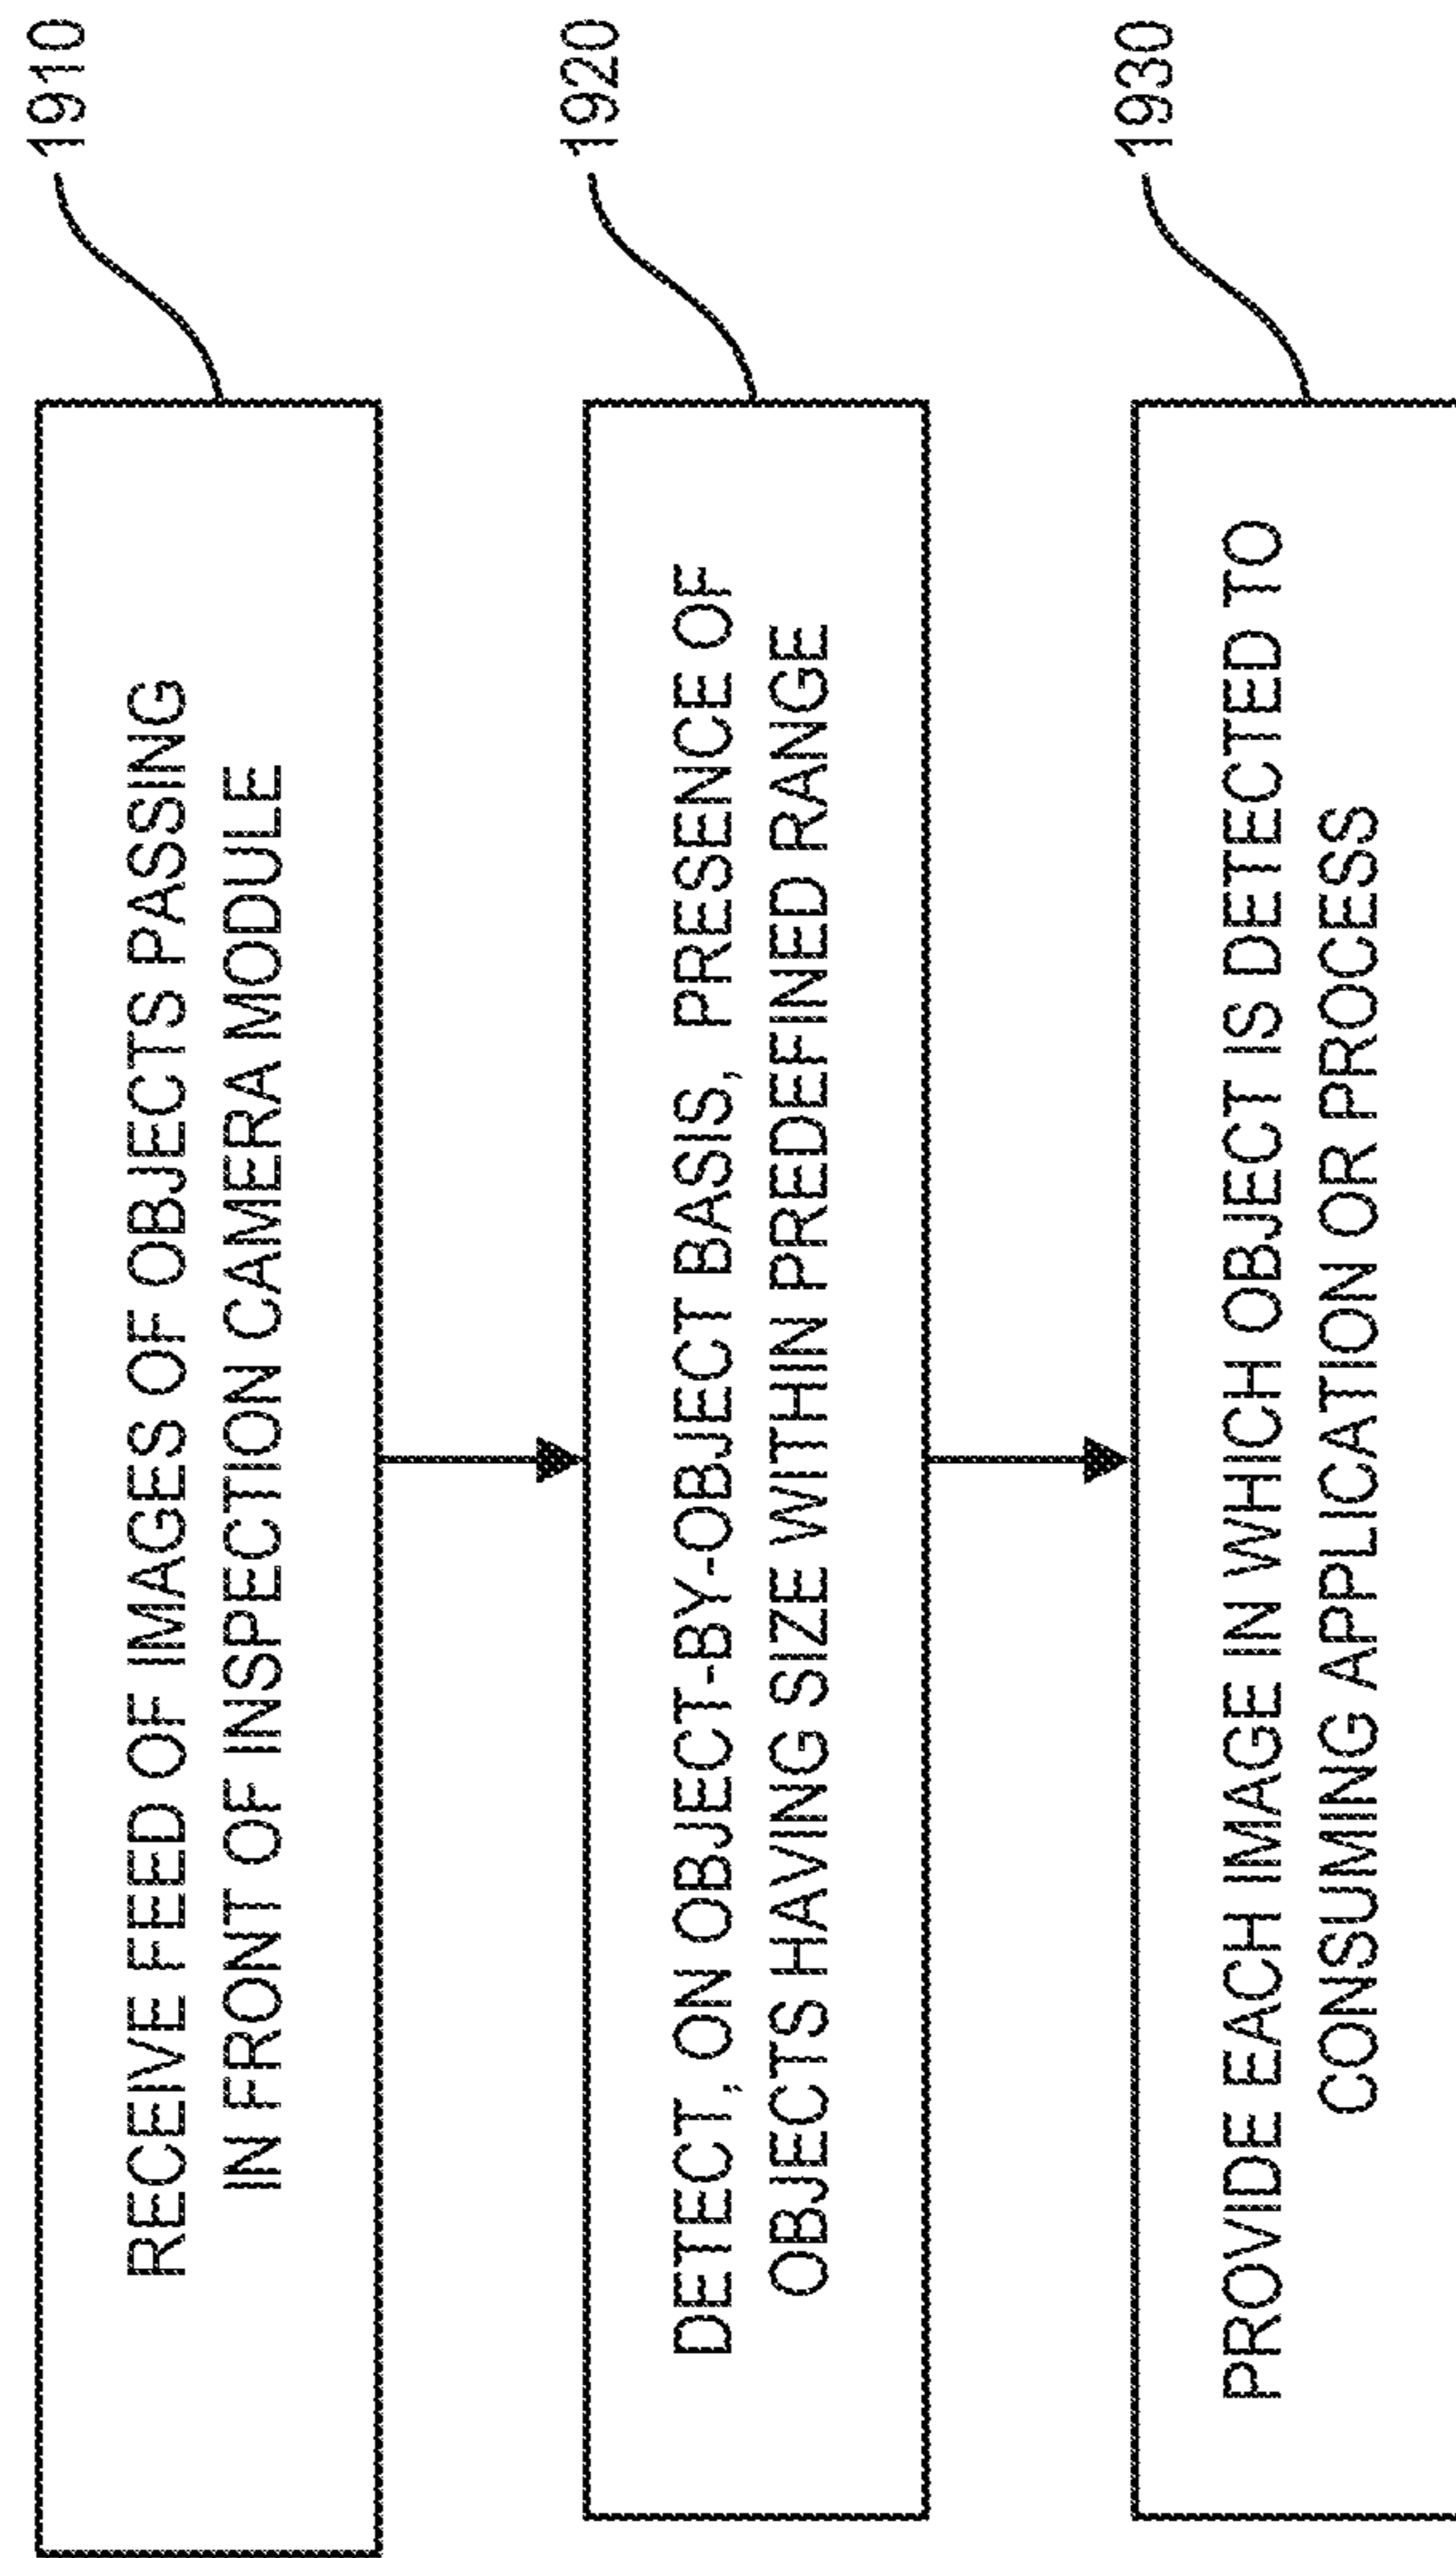 1910
RECEIVE FEED OF IMAGES OF OBJECTS PASSING
IN FRONT OF INSPECTION CAMERA MODULE
1920
DETECT, ON OBJECT-BY-OBJECT BASIS, PRESENCE OF
OBJECTS HAVING SIZE WITHIN PREDEFINED RANGE
1930
PROVIDE EACH IMAGE IN WHICH OBJECT IS DETECTED TO
CONSUMING APPLICATION OR PROCESS